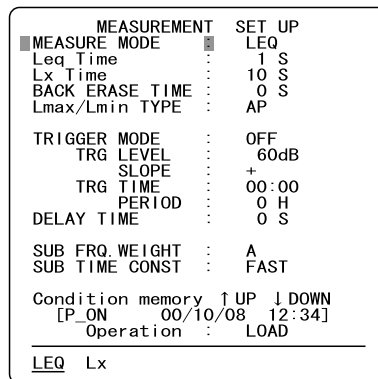 MEASUREMENT SET UP
MEASURE MODE : LEQ
Leq Time : 1 S
Lx Time : 10 S
BACK ERASE TIME : 0 S
Lmax/Lmin TYPE : AP
TRIGGER MODE : OFF
TRG LEVEL : 60dB
SLOPE : +
TRG TIME : 00:00
PERIOD : 0 H
DELAY TIME : 0 S
SUB FRQ.WEIGHT : A
SUB TIME CONST : FAST
Condition memory ↑UP ↓DOWN
[P_ON 00/10/08 12:34]
Operation : LOAD
LEQ Lx